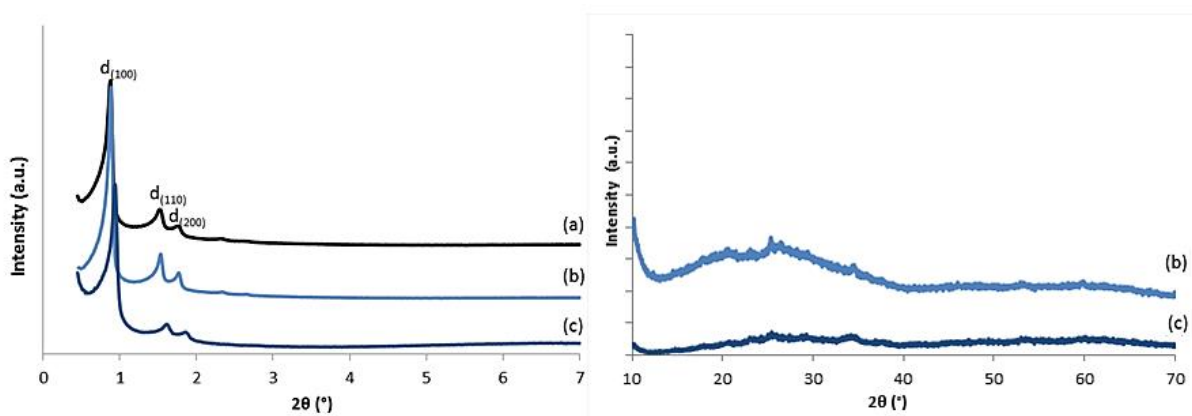 d(100)
d(110)
d(200)
(a)
(b)
(c)
Intensity (a.u.)
0 1 2 3 4 5 6 7
2θ (°)
(b)
(c)
Intensity (a.u.)
10 20 30 40 50 60 70
2θ (°)